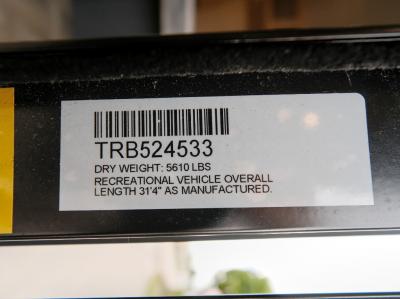 TRB524533
DRY WEIGHT: 5610 LBS
RECREATIONAL VEHICLE OVERALL
LENGTH 31'4" AS MANUFACTURED.